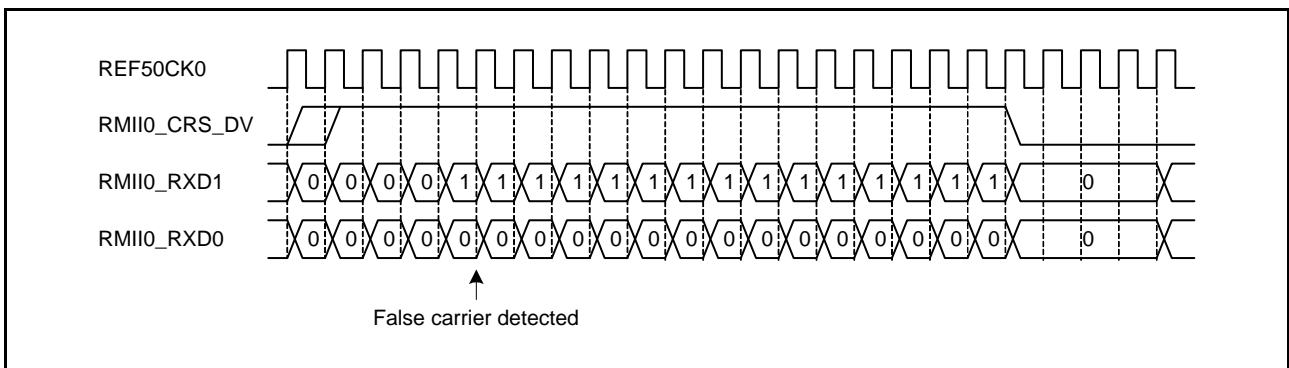 REF50CK0
RMII0_CRS_DV
RMII0_RXD1 0 0 0 0 1 1 1 1 1 1 1 1 1 1 1 1 1 1 1 0
RMII0_RXD0 0 0 0 0 0 0 0 0 0 0 0 0 0 0 0 0 0 0 0 0
False carrier detected